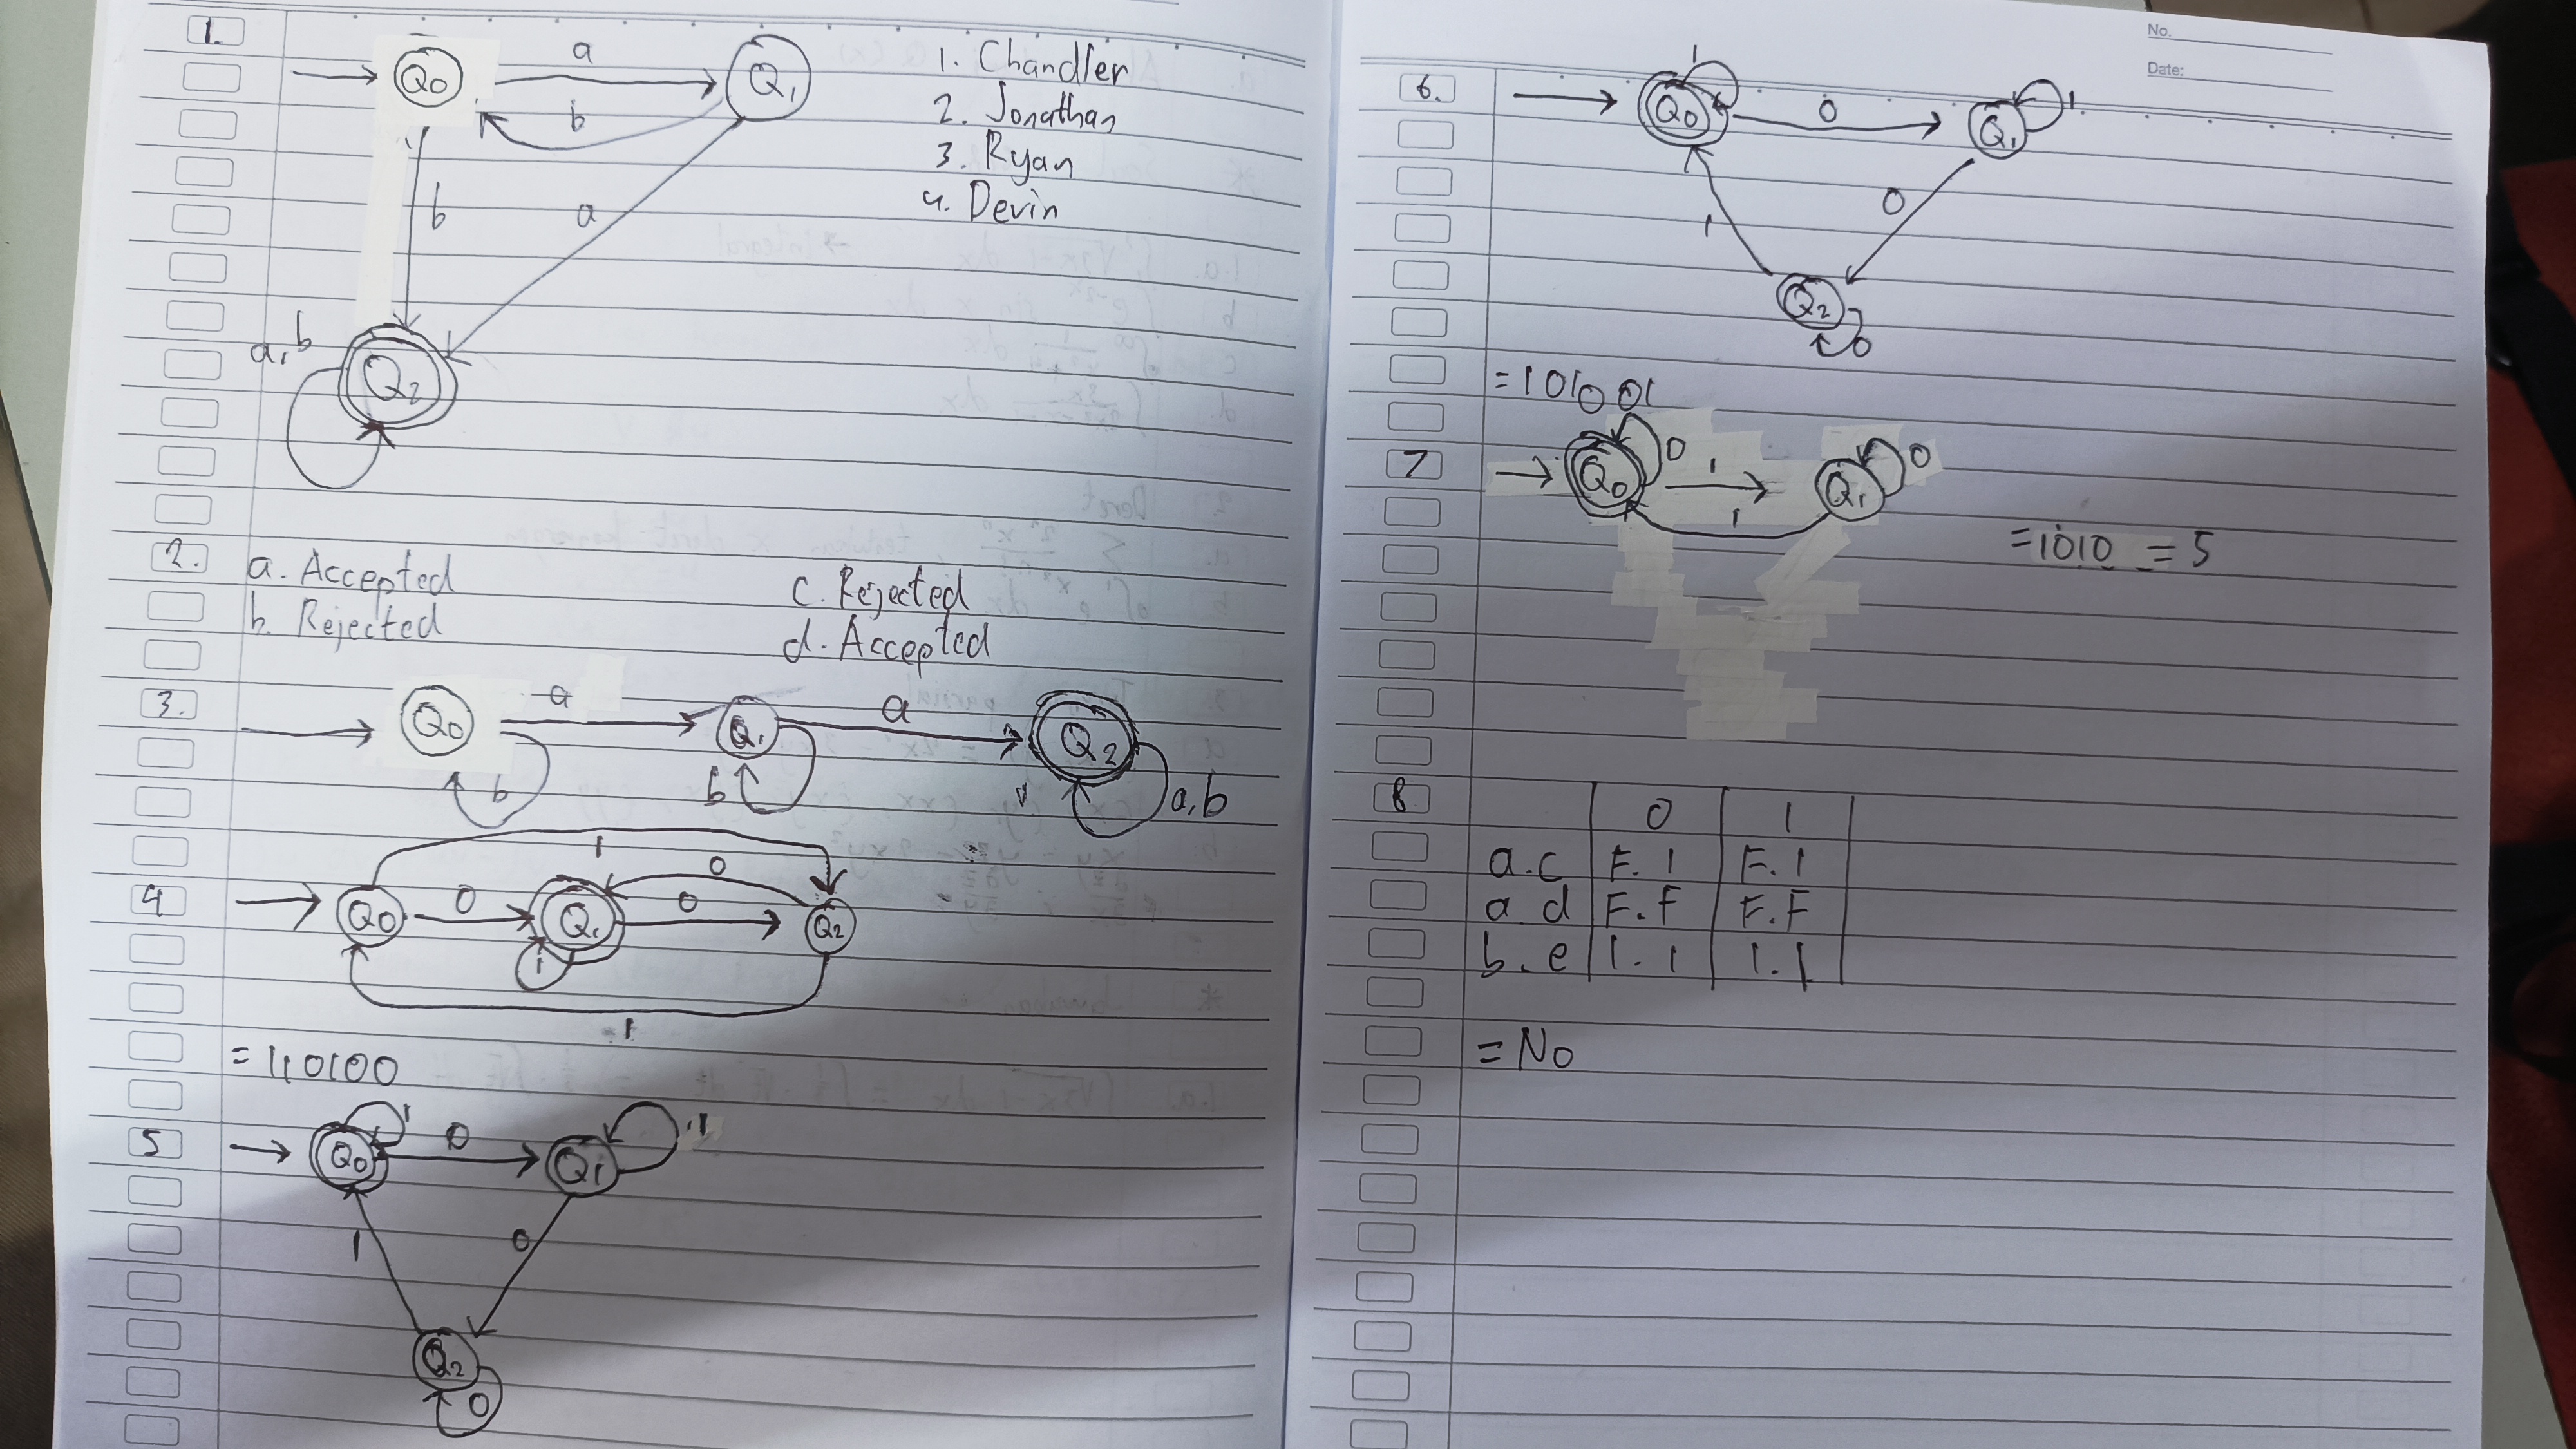 1.
Q0 a Q1
b
b a
a,b
Q2
1. Chandler
2. Jonathan
3. Ryan
4. Devin
2. a. Accepted
b. Rejected
c. Rejected
d. Accepted
3. Q0 a Q1 a Q2
b b a,b
4 1
0
Q0 0 Q1 0 Q2
1
1
= 110100
5 1 0 1
Q0 Q1
1 0
Q2
0
No.
Date:
6. 1 0 1
Q0 Q1
1 0
Q2
0
= 101001
7 Q0 0 1 Q1 0
1
= 1010 = 5
8 0 1
a.c F.1 F.1
a.d F.F F.F
b.e 1.1 1.1
= No